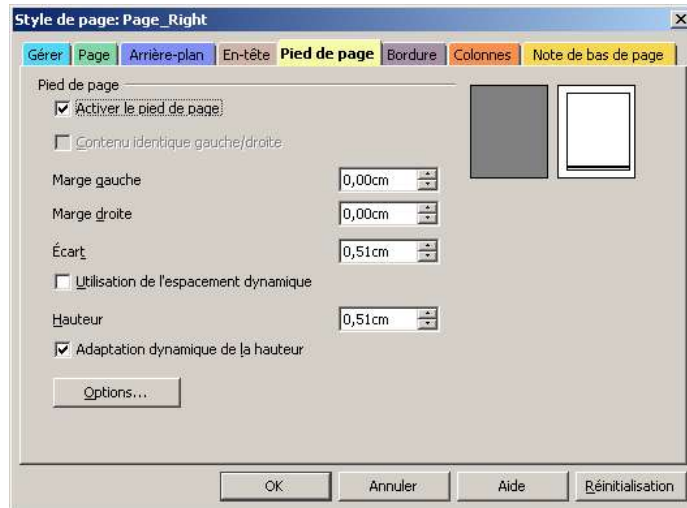 Style de page: Page_Right
Gérer Page Arrière-plan En-tête Pied de page Bordure Colonnes Note de bas de page
Pied de page
Activer le pied de page
Contenu identique gauche/droite
Marge gauche 0,00cm
Marge droite 0,00cm
Écart 0,51cm
Utilisation de l'espacement dynamique
Hauteur 0,51cm
Adaptation dynamique de la hauteur
Options...
OK Annuler Aide Réinitialisation